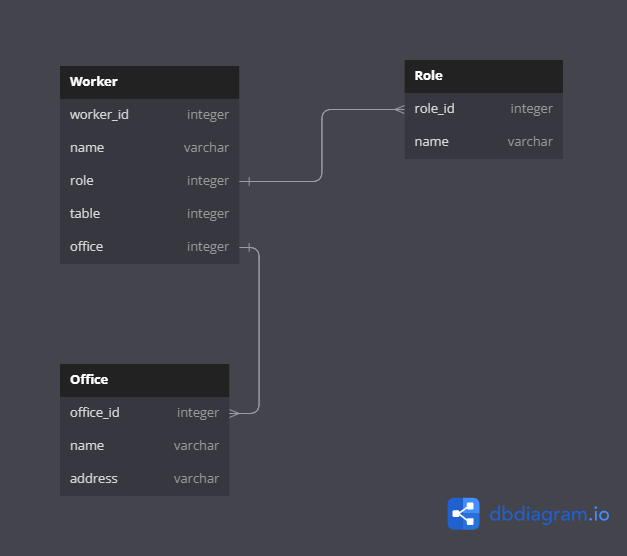 Worker
worker_id integer
name varchar
role integer
table integer
office integer
Role
role_id integer
name varchar
Office
office_id integer
name varchar
address varchar
dbdiagram.io